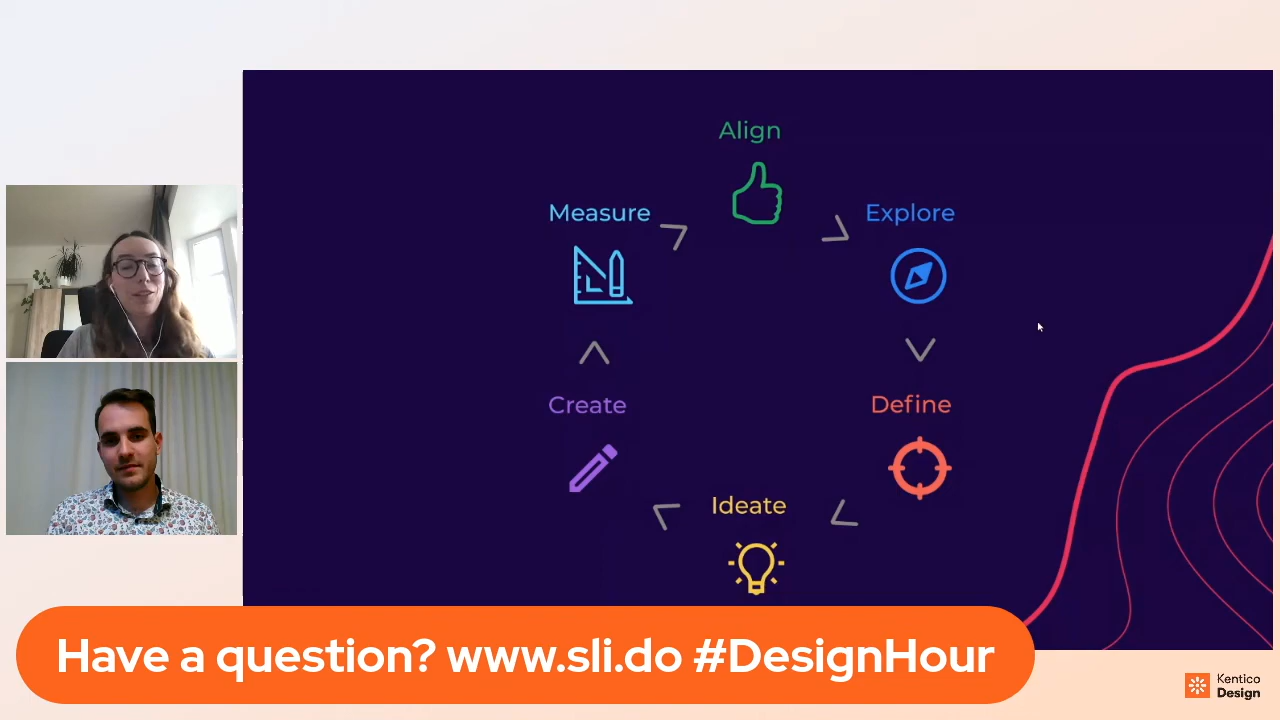 Align
Measure
Explore
Create
Define
Ideate
Have a question? www.sli.do #DesignHour
Kentico
Design